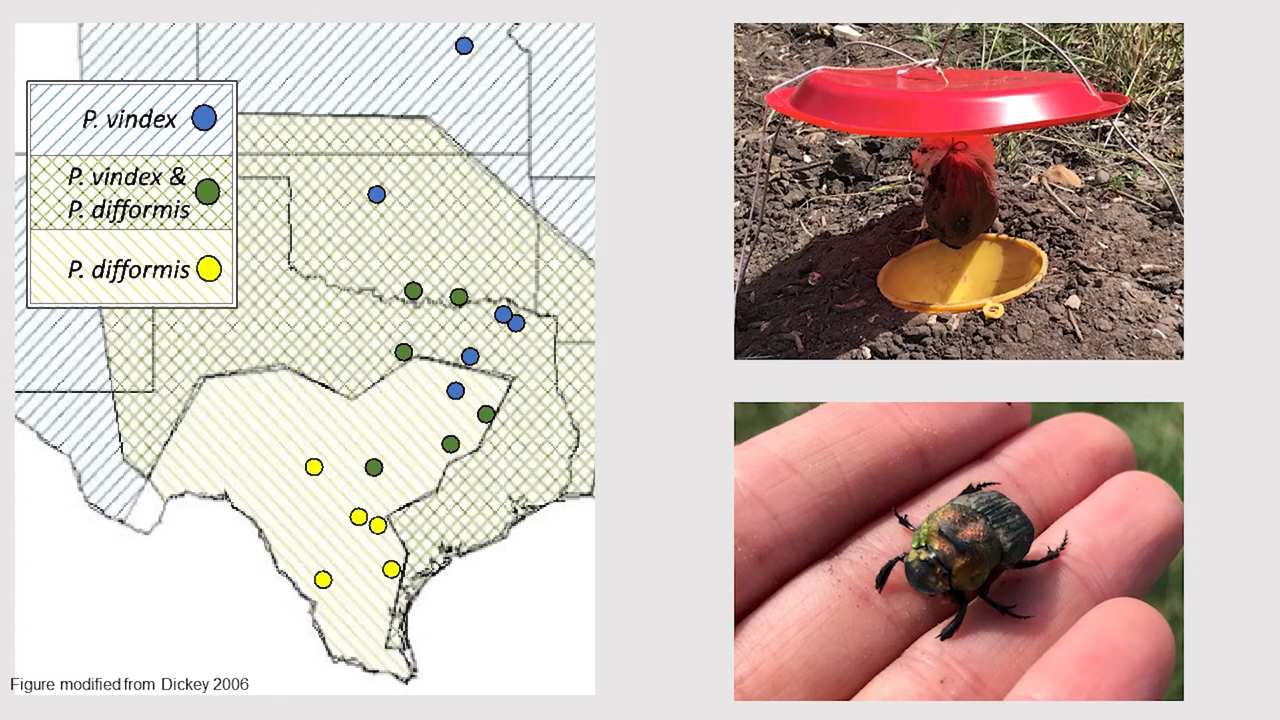 P. vindex
P. vindex &
P. difformis
P. difformis
Figure modified from Dickey 2006